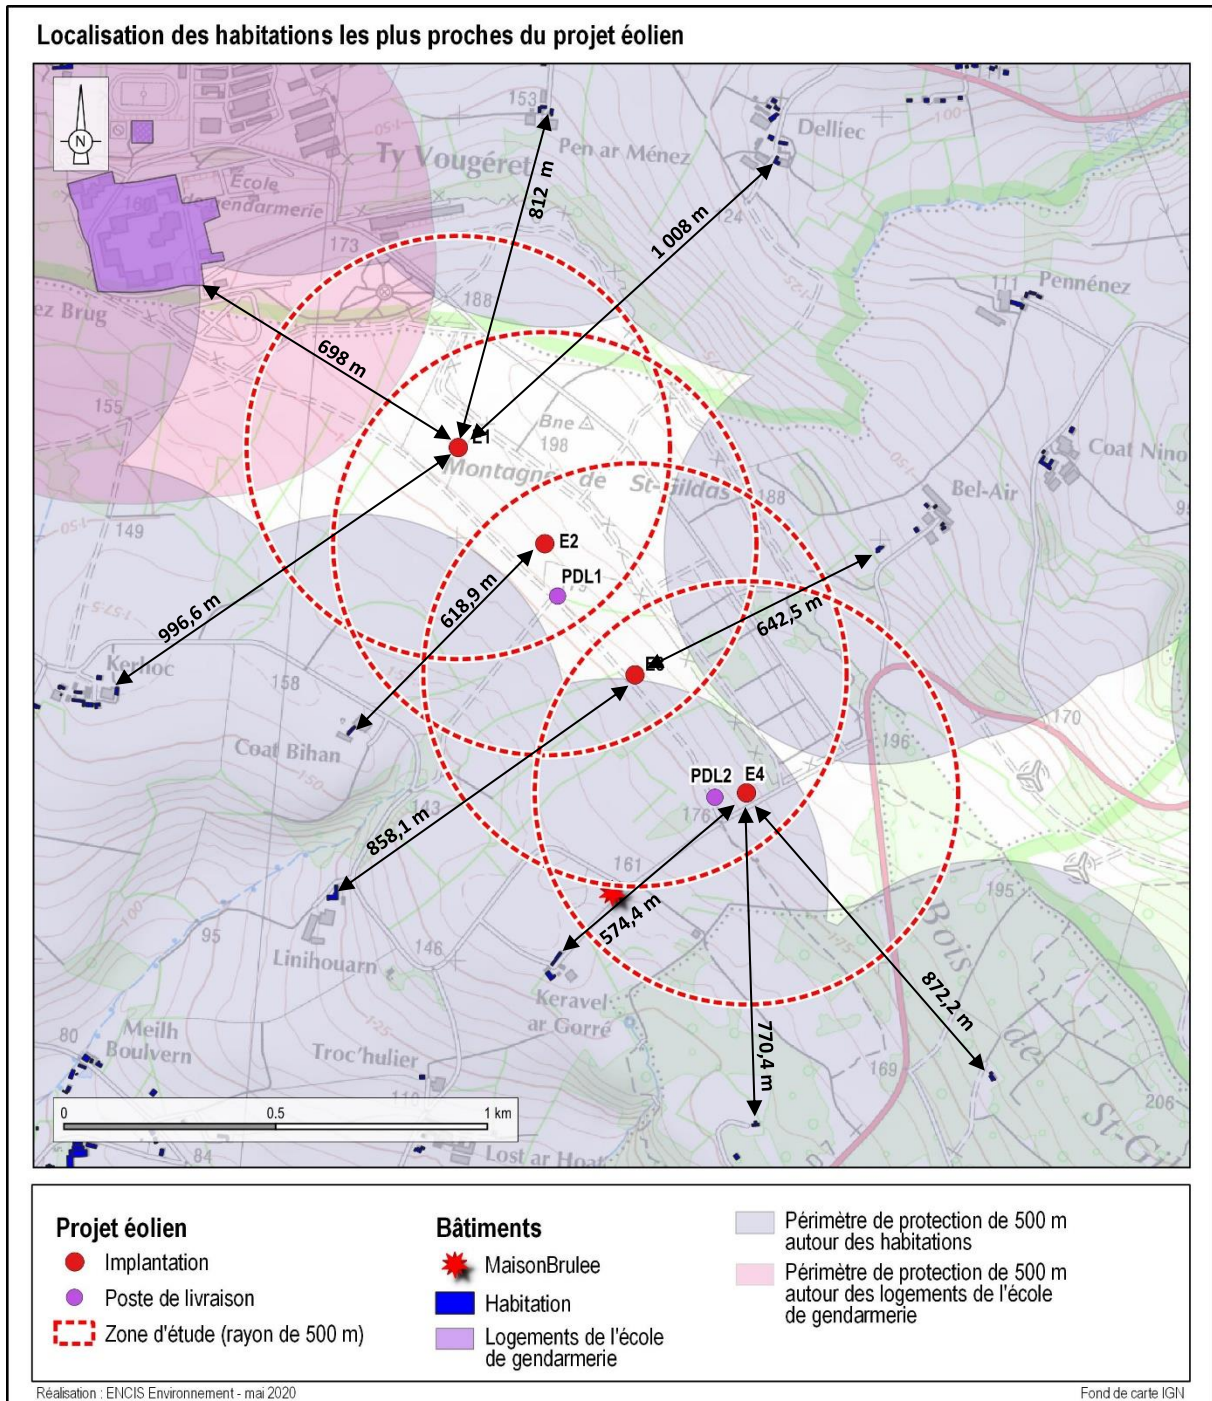 Localisation des habitations les plus proches du projet éolien
N
153
Pen ar Ménez
Delliec
Ty Vougéret
École
de gendarmerie
180
173
812 m
1 008 m
124
188
111
Pennénez
ez Brug
698 m
155
Bne
198
E1
Montagne de St-Gildas
188
Coat Nino
Bel-Air
149
E2
PDL1
996,6 m
618,9 m
642,5 m
Kerhoc
158
E3
170
Coat Bihan
196
143
PDL2
E4
176
858,1 m
161
195
574,4 m
95
146
Linihouarn
Bois
de
St-Gil
872,2 m
Keravel
ar Gorré
770,4 m
80
Meilh
Boulvern
Troc'hulier
169
206
110
0
0.5
1 km
84
Lost ar Hoat
Projet éolien
Implantation
Poste de livraison
Zone d'étude (rayon de 500 m)
Bâtiments
MaisonBrulee
Habitation
Logements de l'école
de gendarmerie
Périmètre de protection de 500 m
autour des habitations
Périmètre de protection de 500 m
autour des logements de l'école
de gendarmerie
Réalisation : ENCIS Environnement - mai 2020
Fond de carte IGN